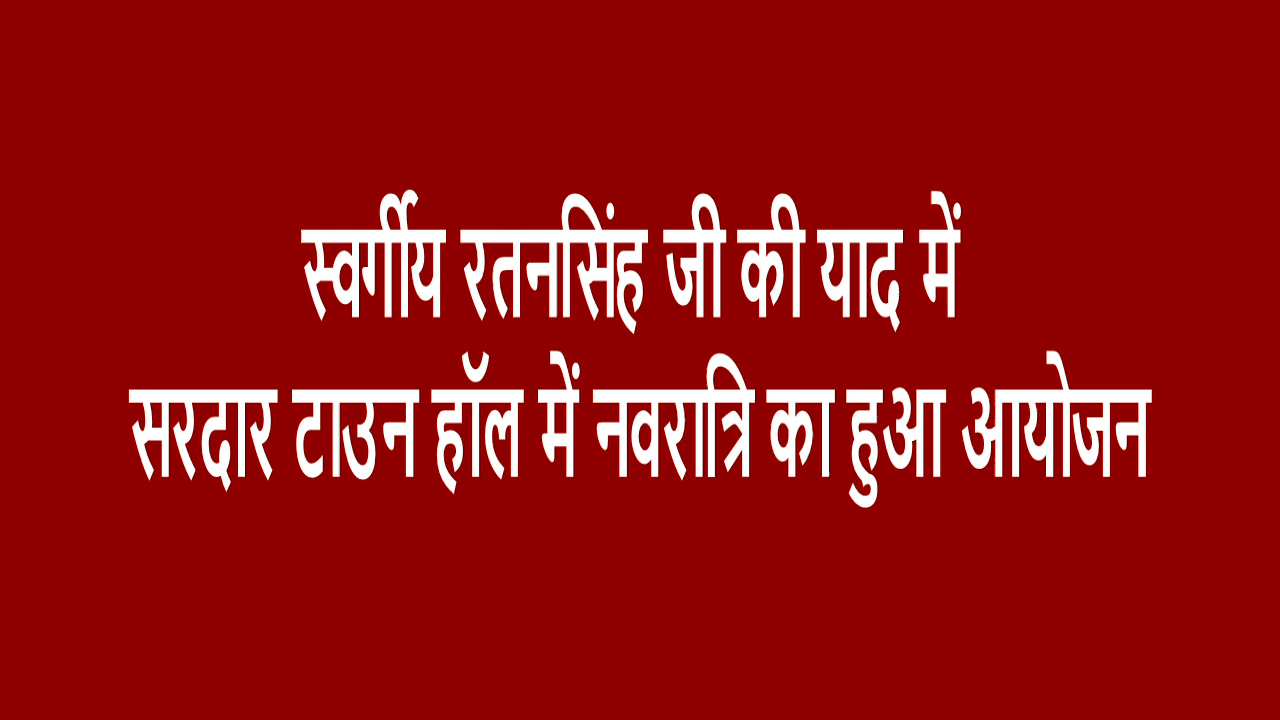 स्वर्गीय रतनसिंह जी की याद में
सरदार टाउन हॉल में नवरात्रि का हुआ आयोजन